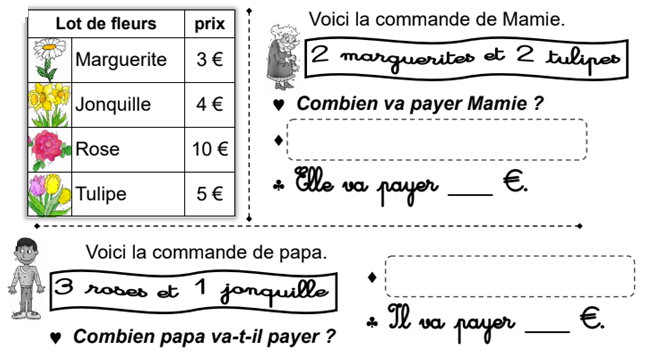 Lot de fleurs prix
Marguerite 3 €
Jonquille 4 €
Rose 10 €
Tulipe 5 €
Voici la commande de Mamie.
2 marguerites et 2 tulipes
♥ Combien va payer Mamie ?
♦
♣ Elle va payer ___ €.
Voici la commande de papa.
3 roses et 1 jonquille
♥ Combien papa va-t-il payer ?
♦
♣ Il va payer ___ €.